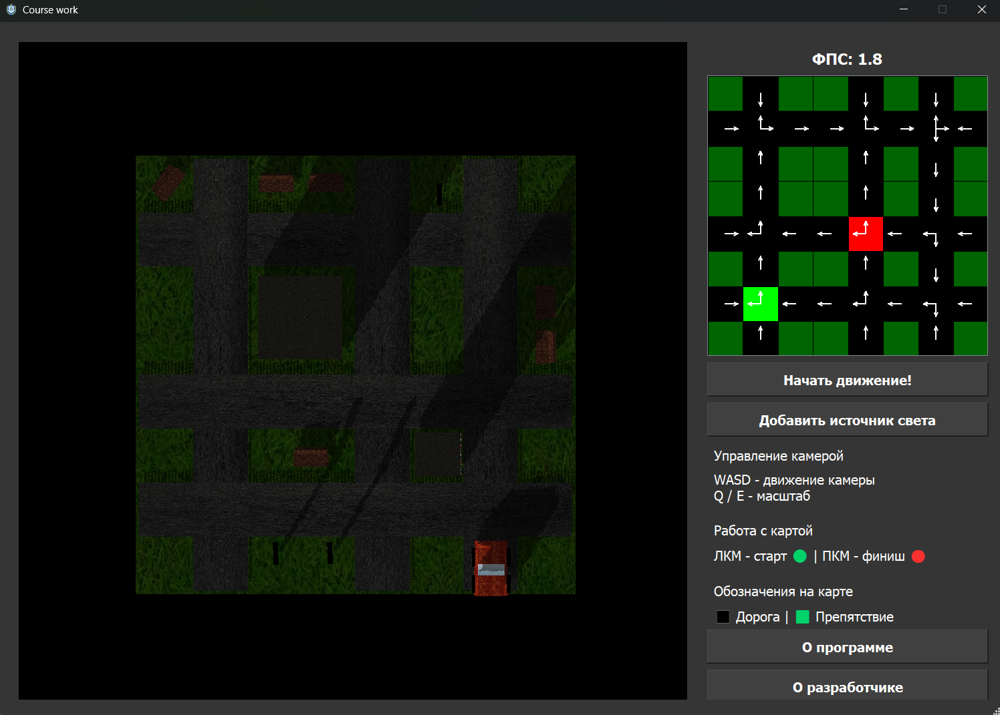 Course work
ФПС: 1.8
Начать движение!
Добавить источник света
Управление камерой
WASD - движение камеры
Q / E - масштаб
Работа с картой
ЛКМ - старт | ПКМ - финиш
Обозначения на карте
Дорога | Препятствие
О программе
О разработчике